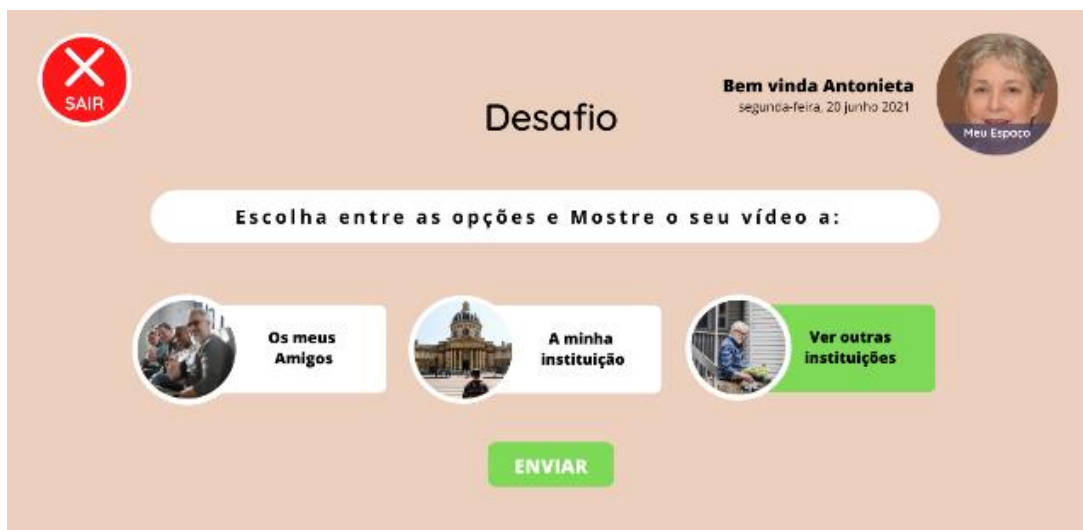 SAIR
Desafio
Bem vinda Antonieta
segunda-feira, 20 junho 2021
Meu Espaço
Escolha entre as opções e Mostre o seu vídeo a:
Os meus
Amigos
A minha
instituição
Ver outras
instituições
ENVIAR